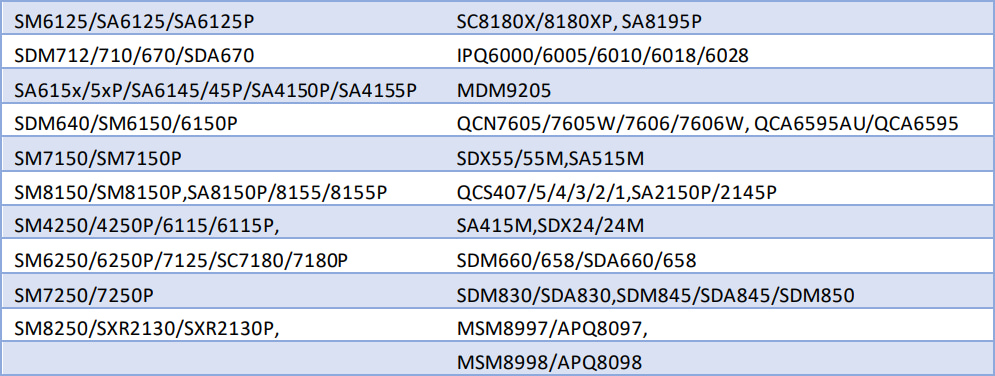 SM6125/SA6125/SA6125P SC8180X/8180XP, SA8195P
SDM712/710/670/SDA670 IPQ6000/6005/6010/6018/6028
SA615x/5xP/SA6145/45P/SA4150P/SA4155P MDM9205
SDM640/SM6150/6150P QCN7605/7605W/7606/7606W, QCA6595AU/QCA6595
SM7150/SM7150P SDX55/55M,SA515M
SM8150/SM8150P,SA8150P/8155/8155P QCS407/5/4/3/2/1,SA2150P/2145P
SM4250/4250P/6115/6115P, SA415M,SDX24/24M
SM6250/6250P/7125/SC7180/7180P SDM660/658/SDA660/658
SM7250/7250P SDM830/SDA830,SDM845/SDA845/SDM850
SM8250/SXR2130/SXR2130P, MSM8997/APQ8097,
MSM8998/APQ8098